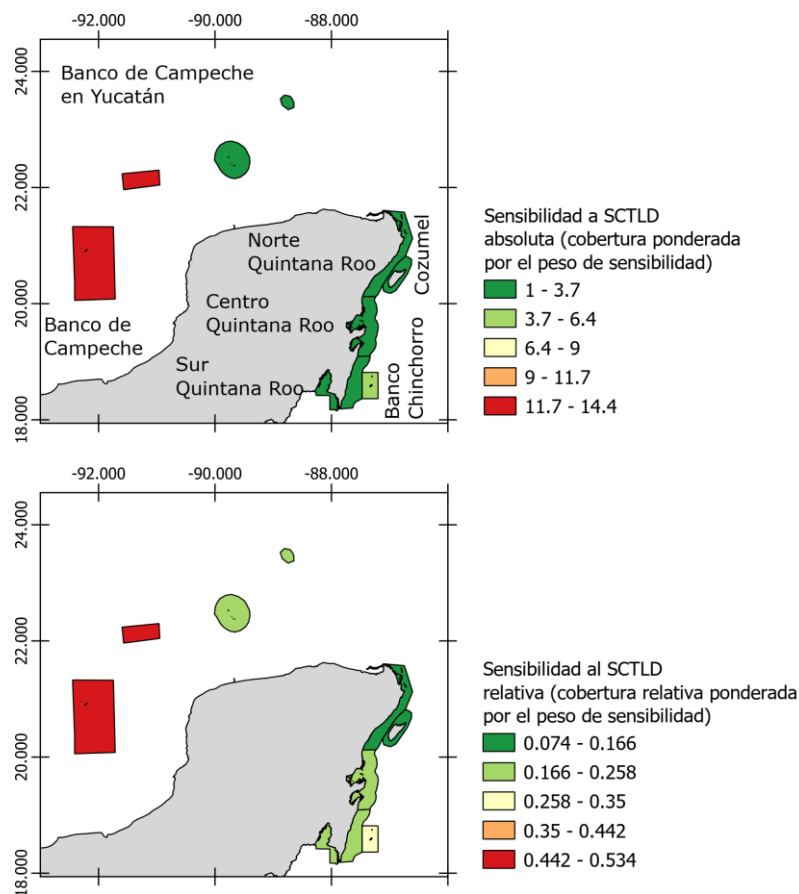 -92.000 -90.000 -88.000
24.000
22.000
20.000
18.000
Banco de Campeche
en Yucatán
Norte
Quintana Roo
Cozumel
Centro
Quintana Roo
Banco de
Campeche
Sur
Quintana Roo
Banco
Chinchorro
Sensibilidad a SCTLD
absoluta (cobertura ponderada
por el peso de sensibilidad)
1 - 3.7
3.7 - 6.4
6.4 - 9
9 - 11.7
11.7 - 14.4
-92.000 -90.000 -88.000
24.000
22.000
20.000
18.000
Sensibilidad al SCTLD
relativa (cobertura relativa ponderada
por el peso de sensibilidad)
0.074 - 0.166
0.166 - 0.258
0.258 - 0.35
0.35 - 0.442
0.442 - 0.534